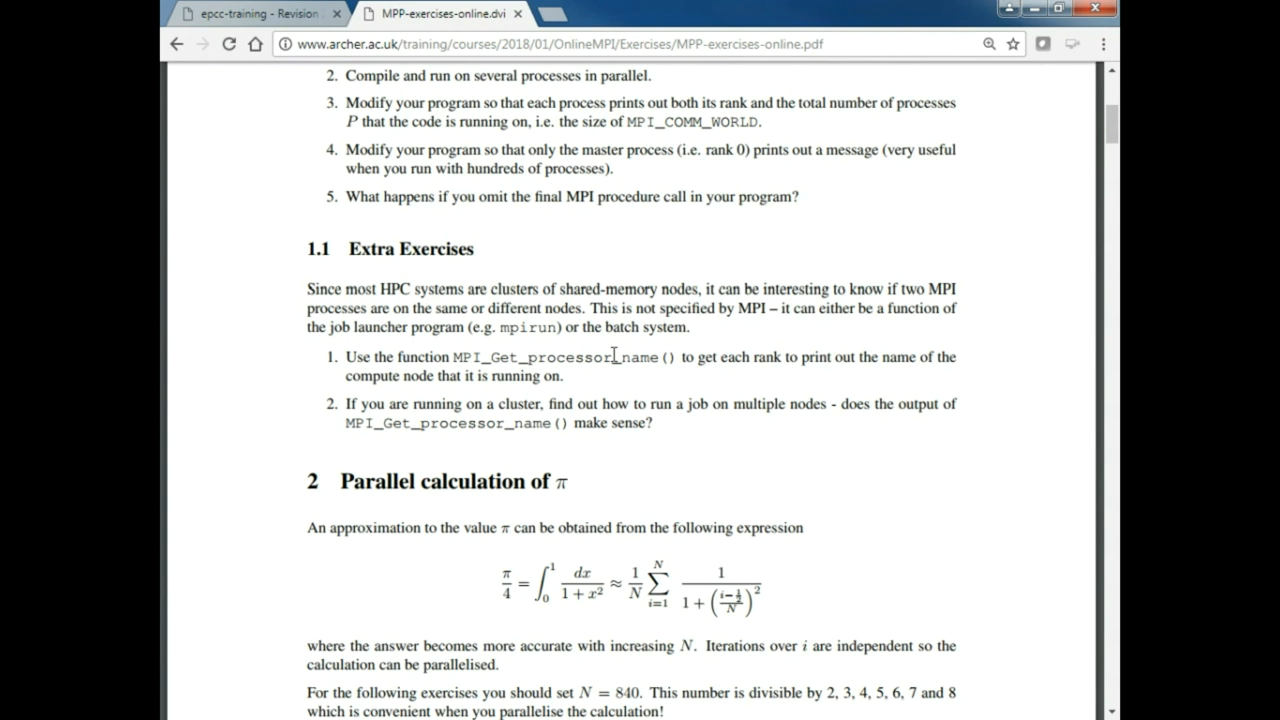 epcc-training - Revision
MPP-exercises-online.dvi
www.archer.ac.uk/training/courses/2018/01/OnlineMPI/Exercises/MPP-exercises-online.pdf
2. Compile and run on several processes in parallel.
3. Modify your program so that each process prints out both its rank and the total number of processes
P that the code is running on, i.e. the size of MPI_COMM_WORLD.
4. Modify your program so that only the master process (i.e. rank 0) prints out a message (very useful
when you run with hundreds of processes).
5. What happens if you omit the final MPI procedure call in your program?
1.1 Extra Exercises
Since most HPC systems are clusters of shared-memory nodes, it can be interesting to know if two MPI
processes are on the same or different nodes. This is not specified by MPI – it can either be a function of
the job launcher program (e.g. mpirun) or the batch system.
1. Use the function MPI_Get_processor_name() to get each rank to print out the name of the
compute node that it is running on.
2. If you are running on a cluster, find out how to run a job on multiple nodes - does the output of
MPI_Get_processor_name() make sense?
2 Parallel calculation of π
An approximation to the value π can be obtained from the following expression
π/4 = ∫₀¹ dx/(1+x²) ≈ 1/N ∑_{i=1}^{N} 1/(1+((i−½)/N)²)
where the answer becomes more accurate with increasing N. Iterations over i are independent so the
calculation can be parallelised.
For the following exercises you should set N = 840. This number is divisible by 2, 3, 4, 5, 6, 7 and 8
which is convenient when you parallelise the calculation!